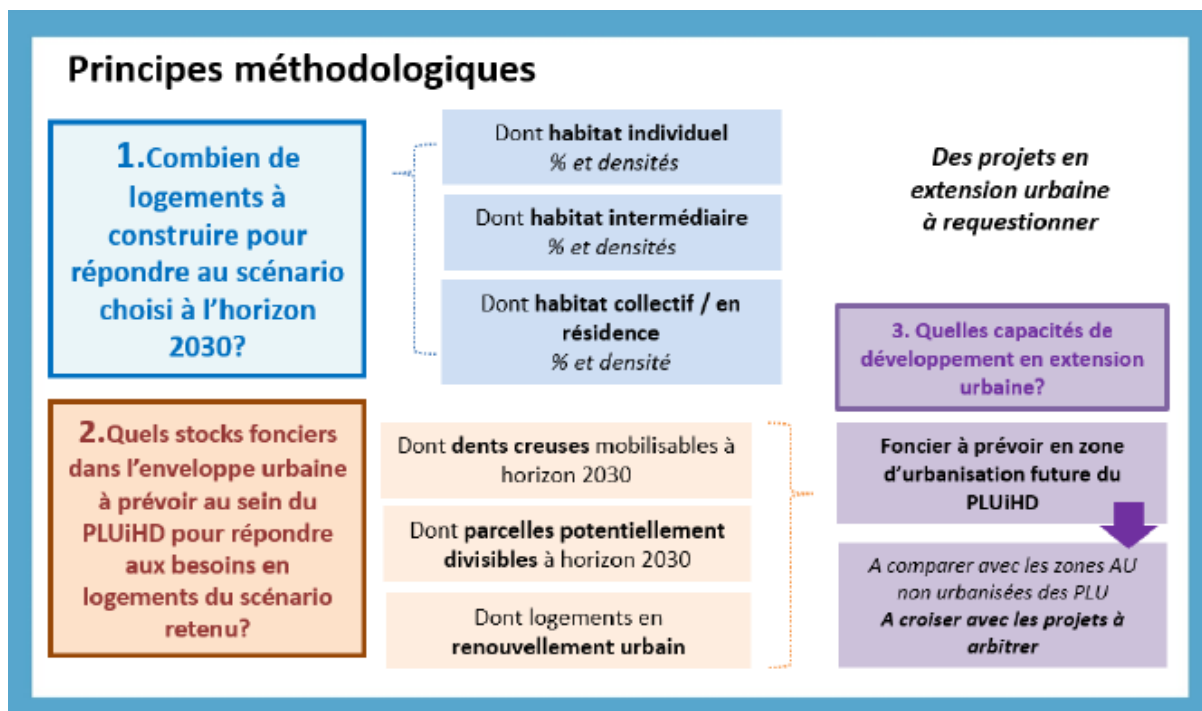 Principes méthodologiques
1.Combien de
logements à
construire pour
répondre au scénario
choisi à l'horizon
2030?
Dont habitat individuel
% et densités
Dont habitat intermédiaire
% et densités
Dont habitat collectif / en
résidence
% et densité
Des projets en
extension urbaine
à requestionner
2.Quels stocks fonciers
dans l'enveloppe urbaine
à prévoir au sein du
PLUiHD pour répondre
aux besoins en
logements du scénario
retenu?
Dont dents creuses mobilisables à
horizon 2030
Dont parcelles potentiellement
divisibles à horizon 2030
Dont logements en
renouvellement urbain
3. Quelles capacités de
développement en extension
urbaine?
Foncier à prévoir en zone
d'urbanisation future du
PLUiHD
A comparer avec les zones AU
non urbanisées des PLU
A croiser avec les projets à
arbitrer